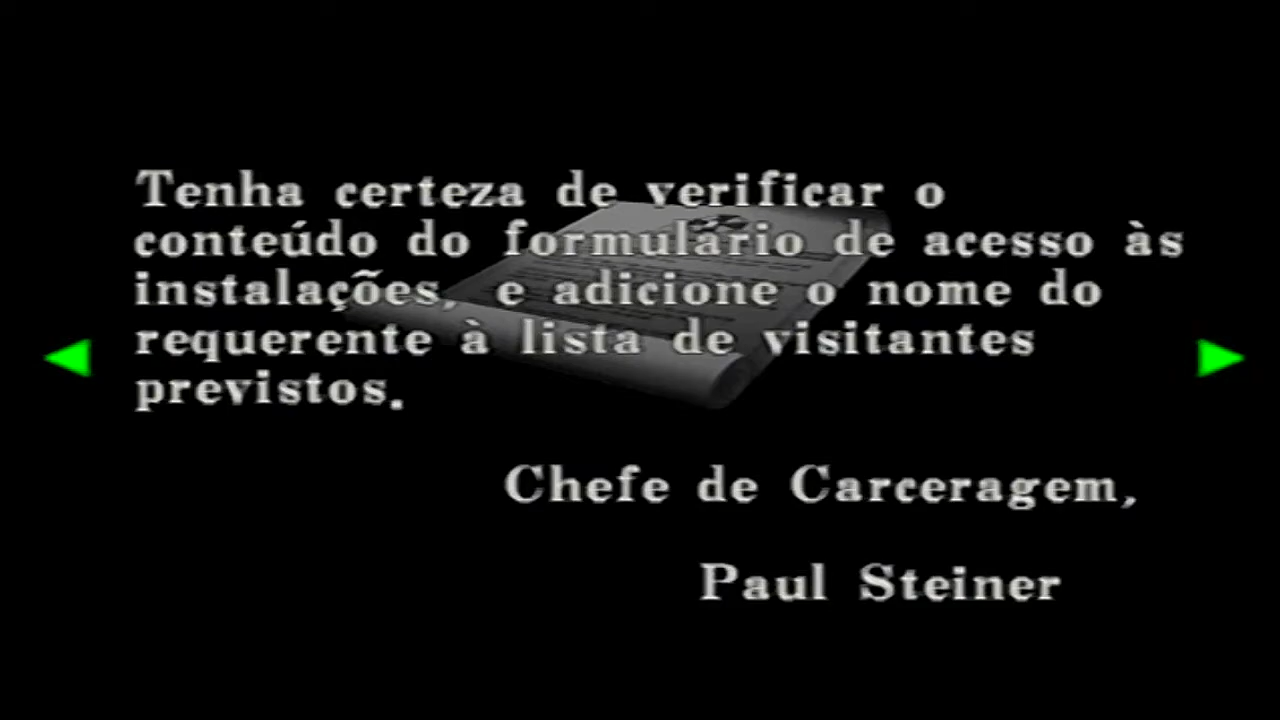 Tenha certeza de verificar o
conteúdo do formulário de acesso às
instalações, e adicione o nome do
requerente à lista de visitantes
previstos.
Chefe de Carceragem,
Paul Steiner